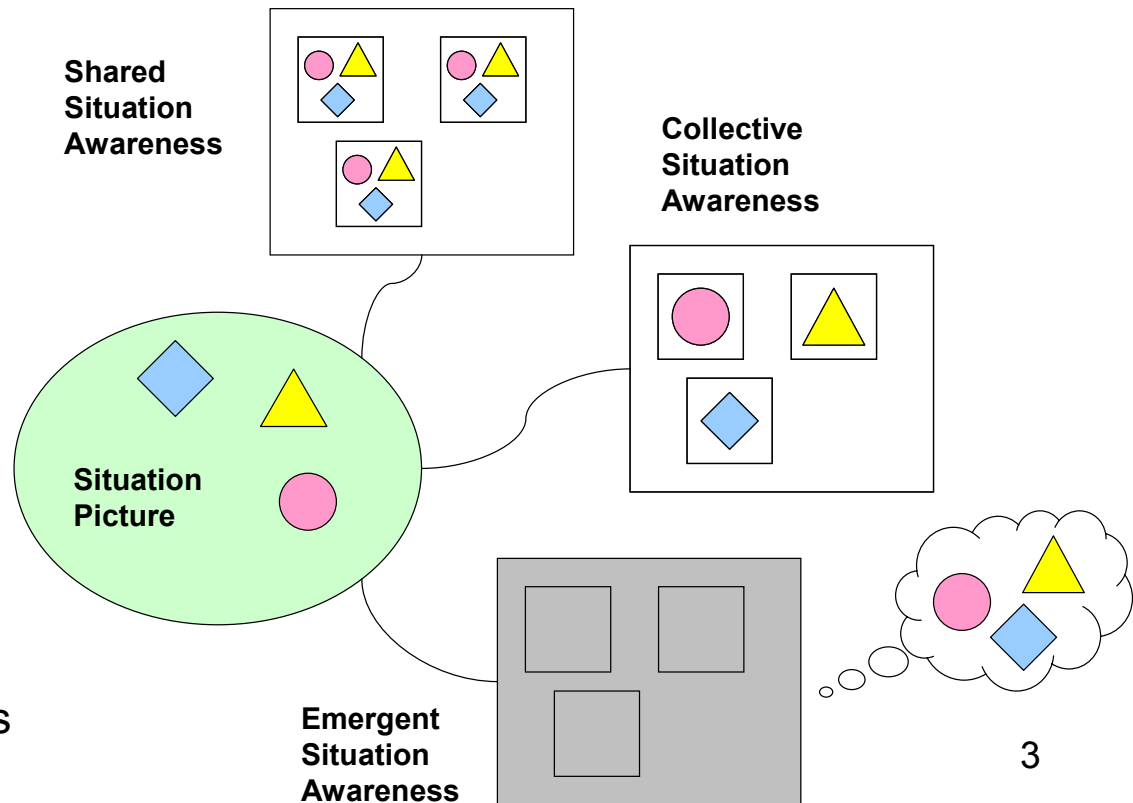 Shared
Situation
Awareness
Collective
Situation
Awareness
Situation
Picture
Emergent
Situation
Awareness
s
3